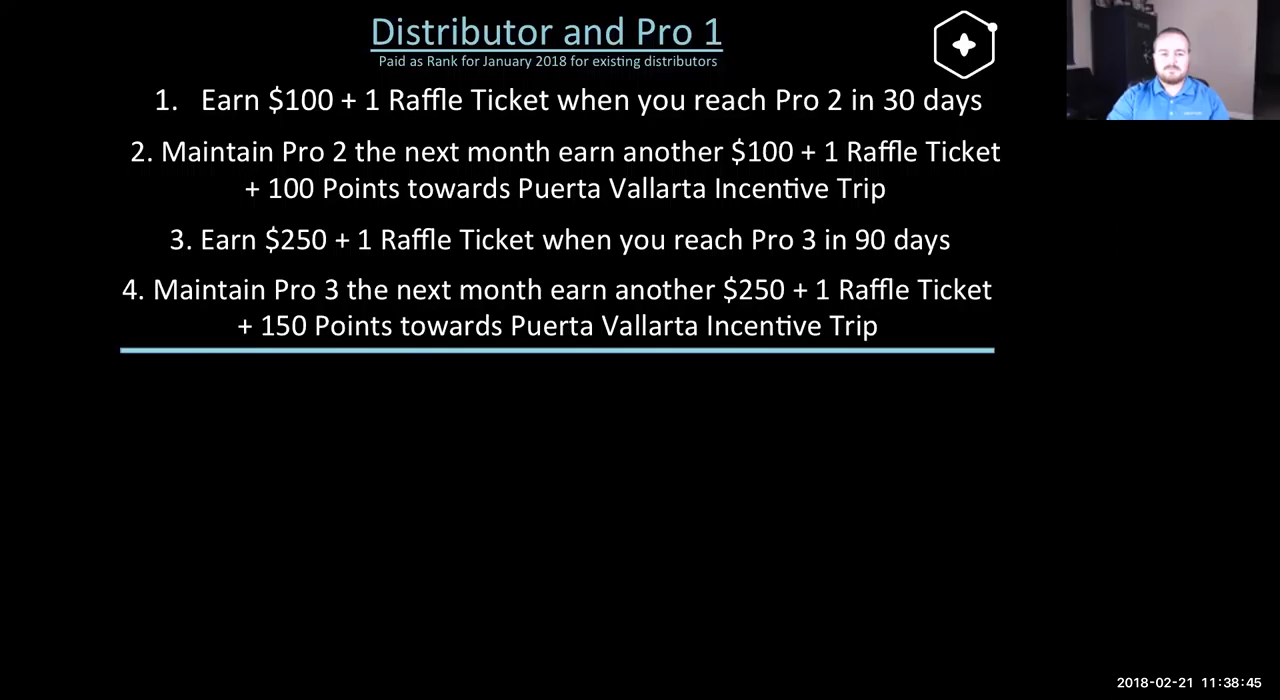 Distributor and Pro 1
Paid as Rank for January 2018 for existing distributors
1. Earn $100 + 1 Raffle Ticket when you reach Pro 2 in 30 days
2. Maintain Pro 2 the next month earn another $100 + 1 Raffle Ticket
+ 100 Points towards Puerta Vallarta Incentive Trip
3. Earn $250 + 1 Raffle Ticket when you reach Pro 3 in 90 days
4. Maintain Pro 3 the next month earn another $250 + 1 Raffle Ticket
+ 150 Points towards Puerta Vallarta Incentive Trip
2018-02-21 11:38:45